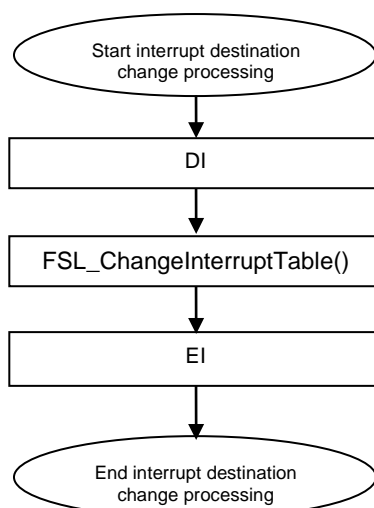 Start interrupt destination
change processing
DI
FSL_ChangeInterruptTable()
EI
End interrupt destination
change processing